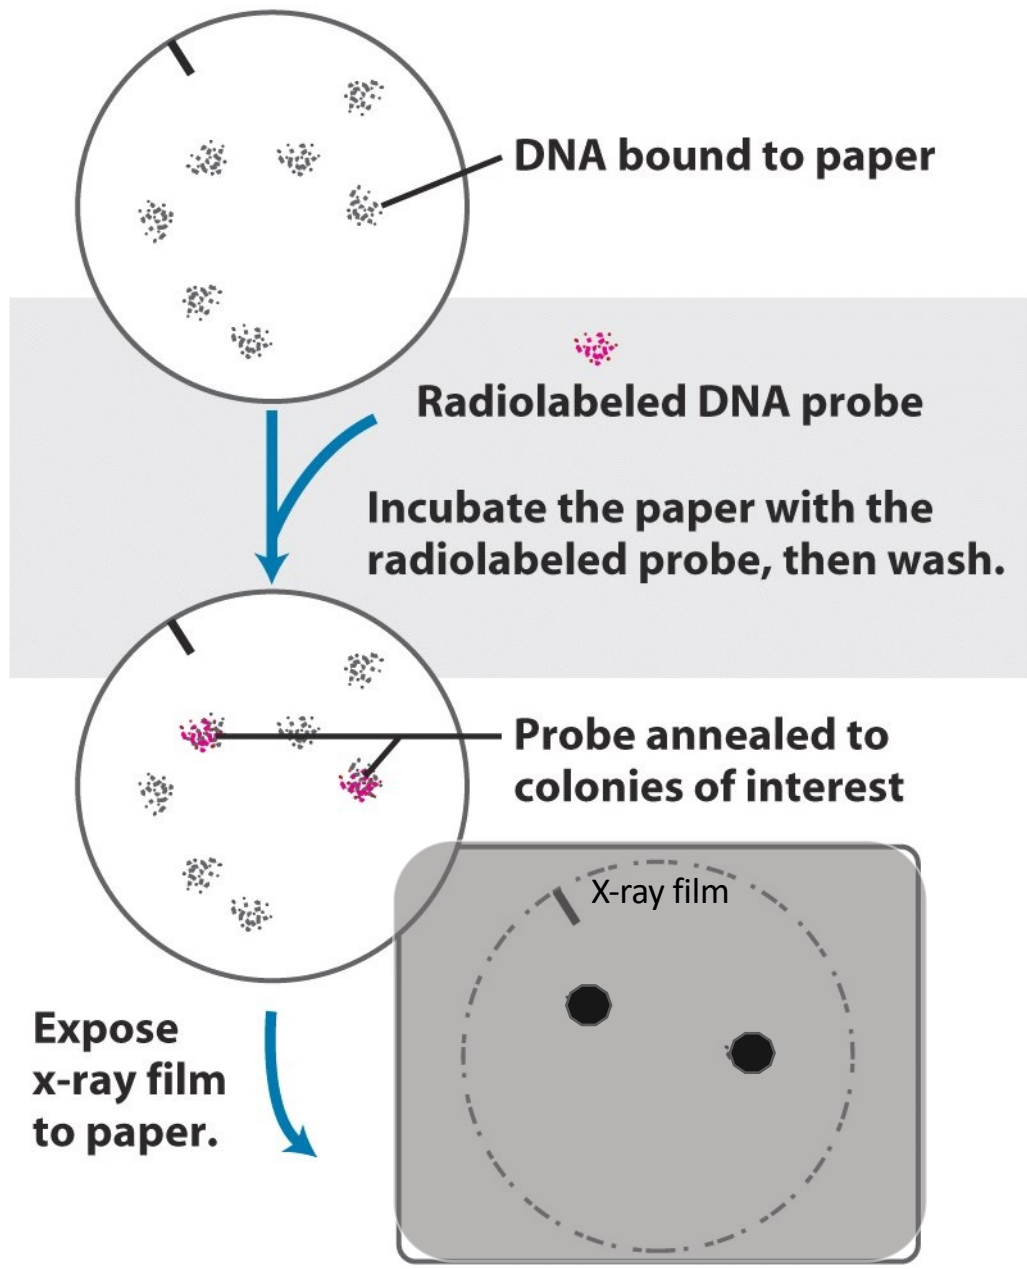 DNA bound to paper
Radiolabeled DNA probe
Incubate the paper with the
radiolabeled probe, then wash.
Probe annealed to
colonies of interest
X-ray film
Expose
x-ray film
to paper.